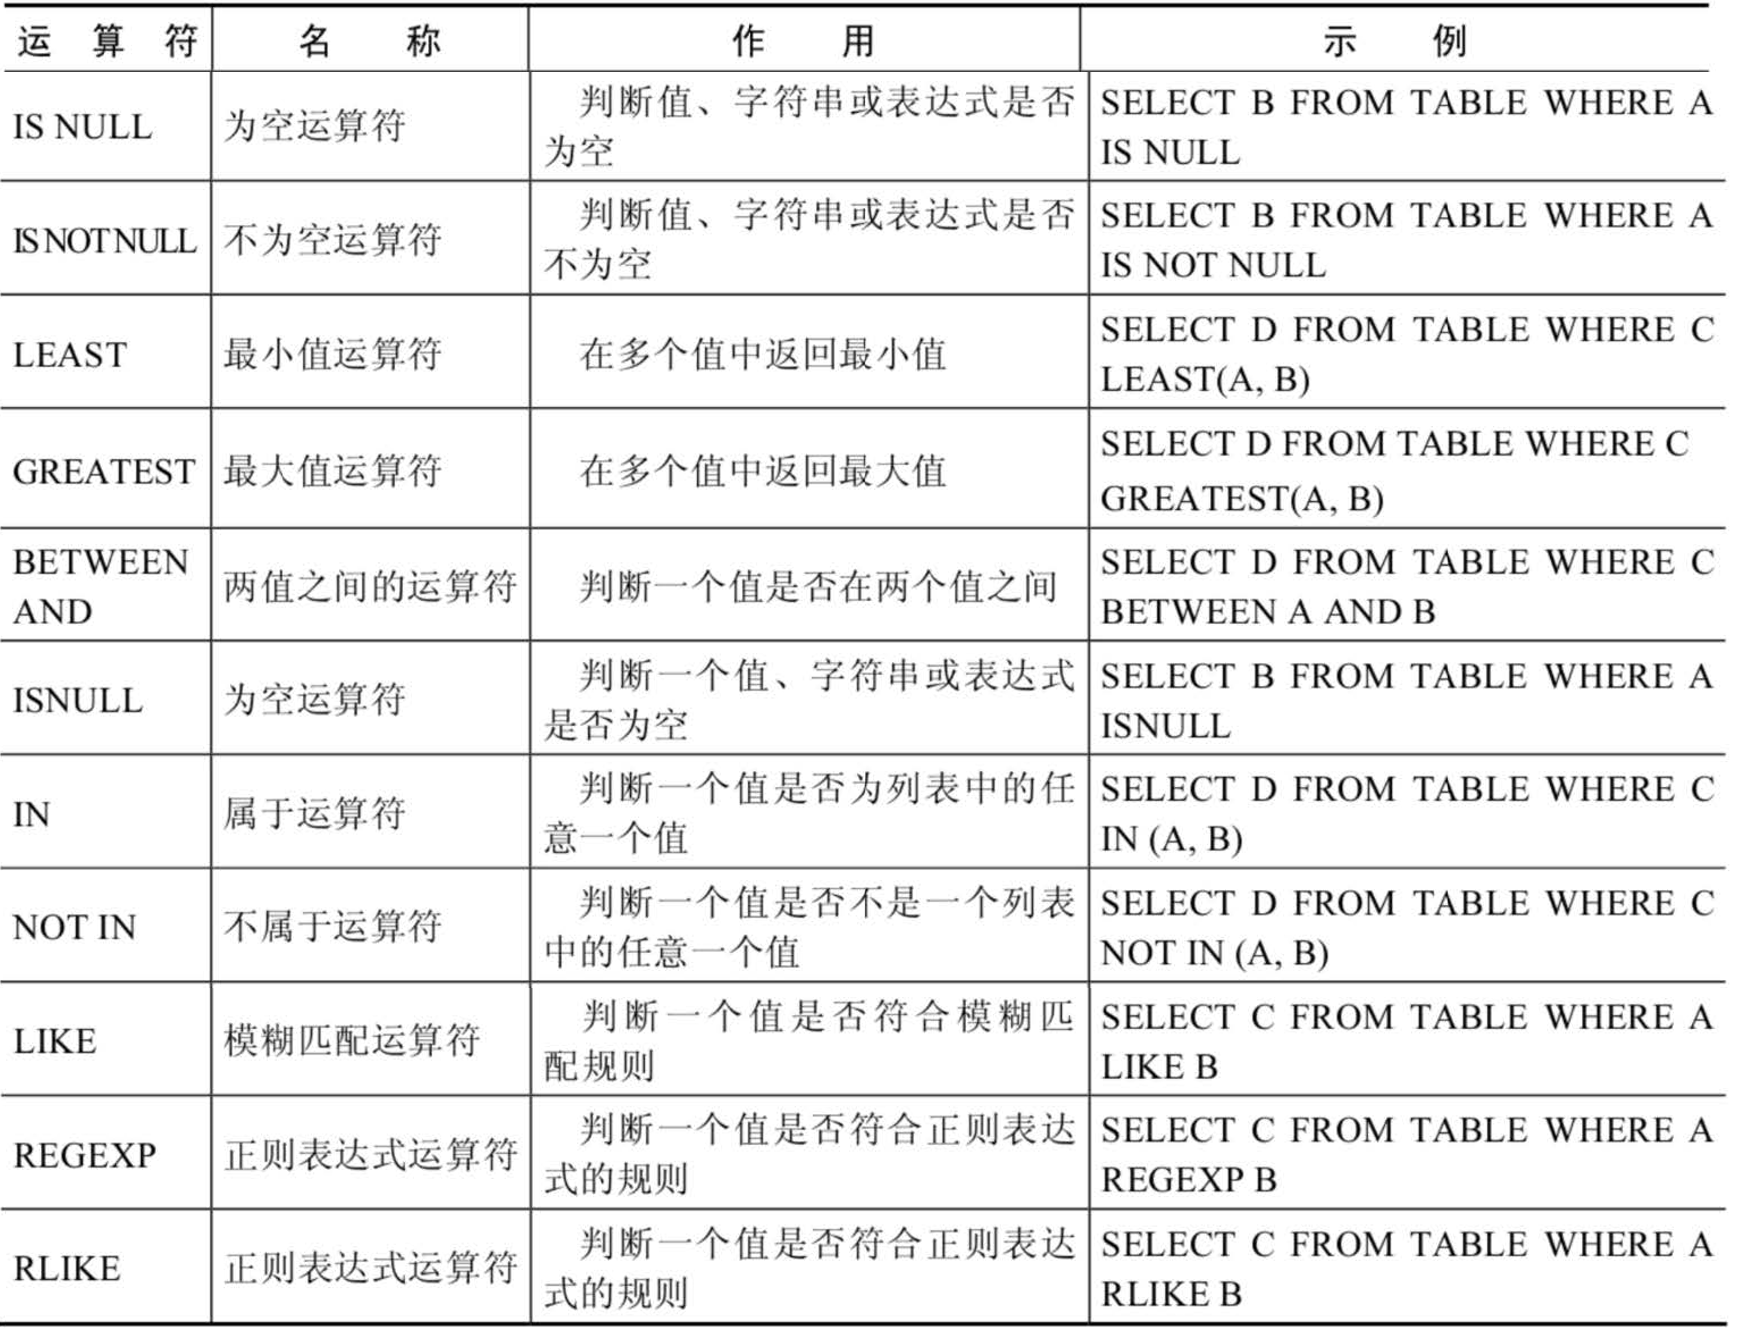 运算符 名称 作用 示例
IS NULL 为空运算符 判断值、字符串或表达式是否
为空 SELECT B FROM TABLE WHERE A
IS NULL
IS NOT NULL 不为空运算符 判断值、字符串或表达式是否
不为空 SELECT B FROM TABLE WHERE A
IS NOT NULL
LEAST 最小值运算符 在多个值中返回最小值 SELECT D FROM TABLE WHERE C
LEAST(A, B)
GREATEST 最大值运算符 在多个值中返回最大值 SELECT D FROM TABLE WHERE C
GREATEST(A, B)
BETWEEN
AND 两值之间的运算符 判断一个值是否在两个值之间 SELECT D FROM TABLE WHERE C
BETWEEN A AND B
ISNULL 为空运算符 判断一个值、字符串或表达式
是否为空 SELECT B FROM TABLE WHERE A
ISNULL
IN 属于运算符 判断一个值是否为列表中的任
意一个值 SELECT D FROM TABLE WHERE C
IN (A, B)
NOT IN 不属于运算符 判断一个值是否不是一个列表
中的任意一个值 SELECT D FROM TABLE WHERE C
NOT IN (A, B)
LIKE 模糊匹配运算符 判断一个值是否符合模糊匹
配规则 SELECT C FROM TABLE WHERE A
LIKE B
REGEXP 正则表达式运算符 判断一个值是否符合正则表达
式的规则 SELECT C FROM TABLE WHERE A
REGEXP B
RLIKE 正则表达式运算符 判断一个值是否符合正则表达
式的规则 SELECT C FROM TABLE WHERE A
RLIKE B